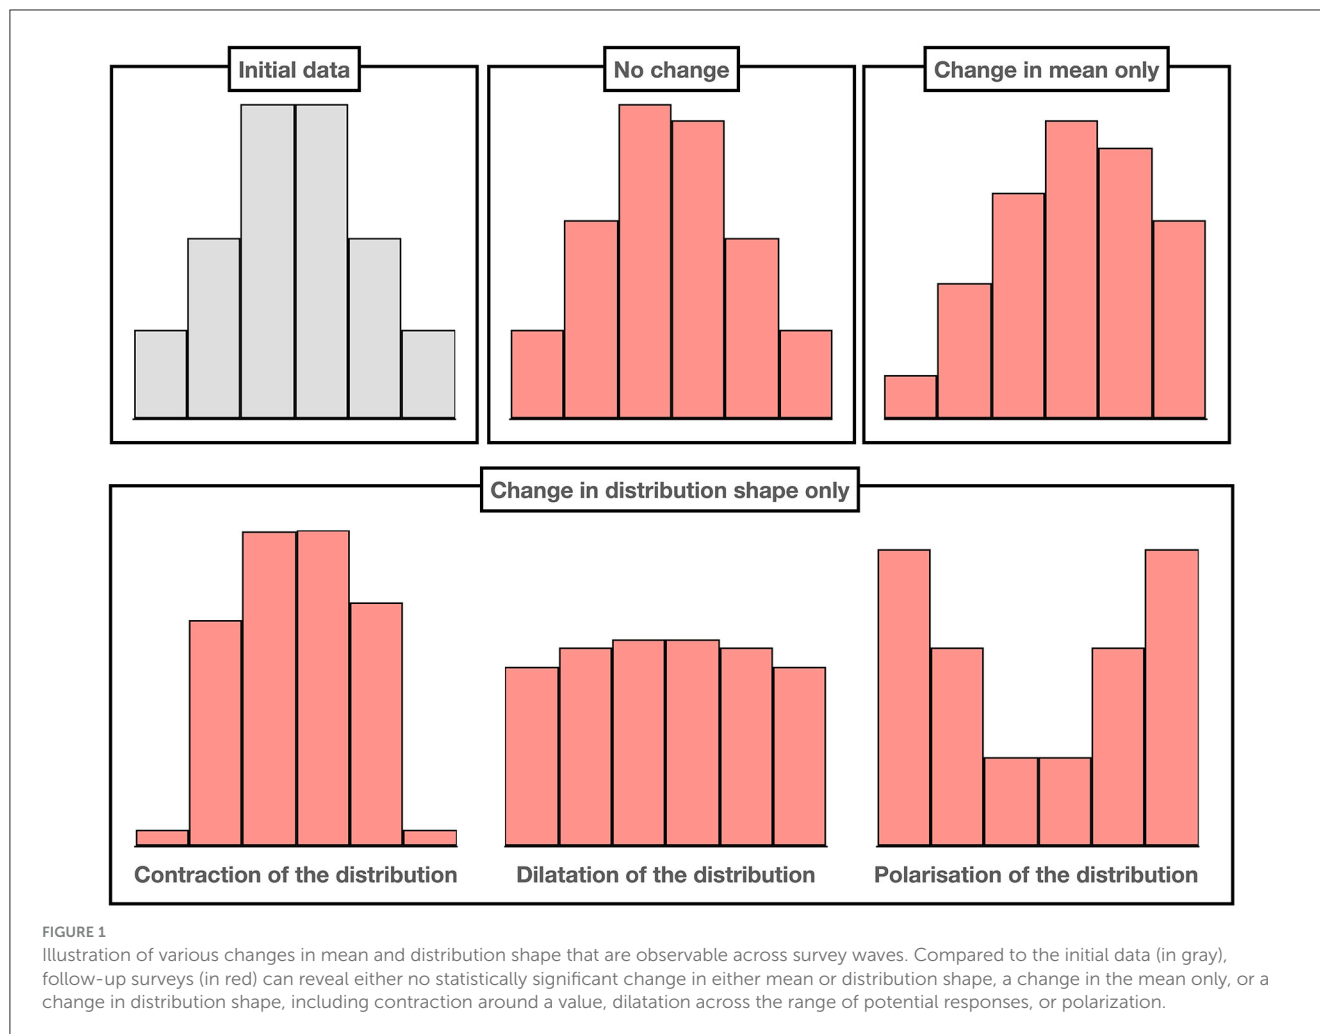 Initial data
No change
Change in mean only
Change in distribution shape only
Contraction of the distribution
Dilatation of the distribution
Polarisation of the distribution
FIGURE 1
Illustration of various changes in mean and distribution shape that are observable across survey waves. Compared to the initial data (in gray),
follow-up surveys (in red) can reveal either no statistically significant change in either mean or distribution shape, a change in the mean only, or a
change in distribution shape, including contraction around a value, dilatation across the range of potential responses, or polarization.